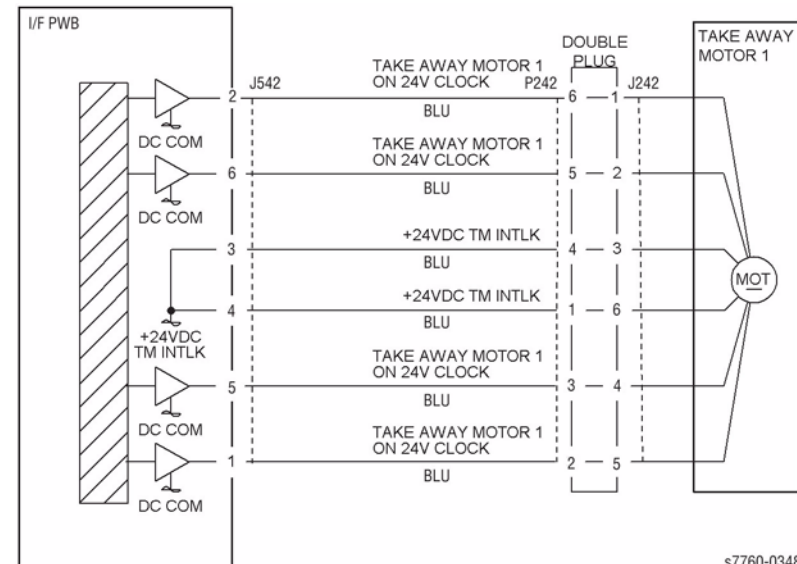 I/F PWB
TAKE AWAY
MOTOR 1
DOUBLE
PLUG
J542
P242
J242
TAKE AWAY MOTOR 1
ON 24V CLOCK
2
6
1
BLU
DC COM
TAKE AWAY MOTOR 1
ON 24V CLOCK
6
5
2
BLU
DC COM
+24VDC TM INTLK
3
4
3
BLU
MOT
+24VDC TM INTLK
4
1
6
BLU
+24VDC
TM INTLK
TAKE AWAY MOTOR 1
ON 24V CLOCK
5
3
4
BLU
DC COM
TAKE AWAY MOTOR 1
ON 24V CLOCK
1
2
5
BLU
DC COM
s7760-0348